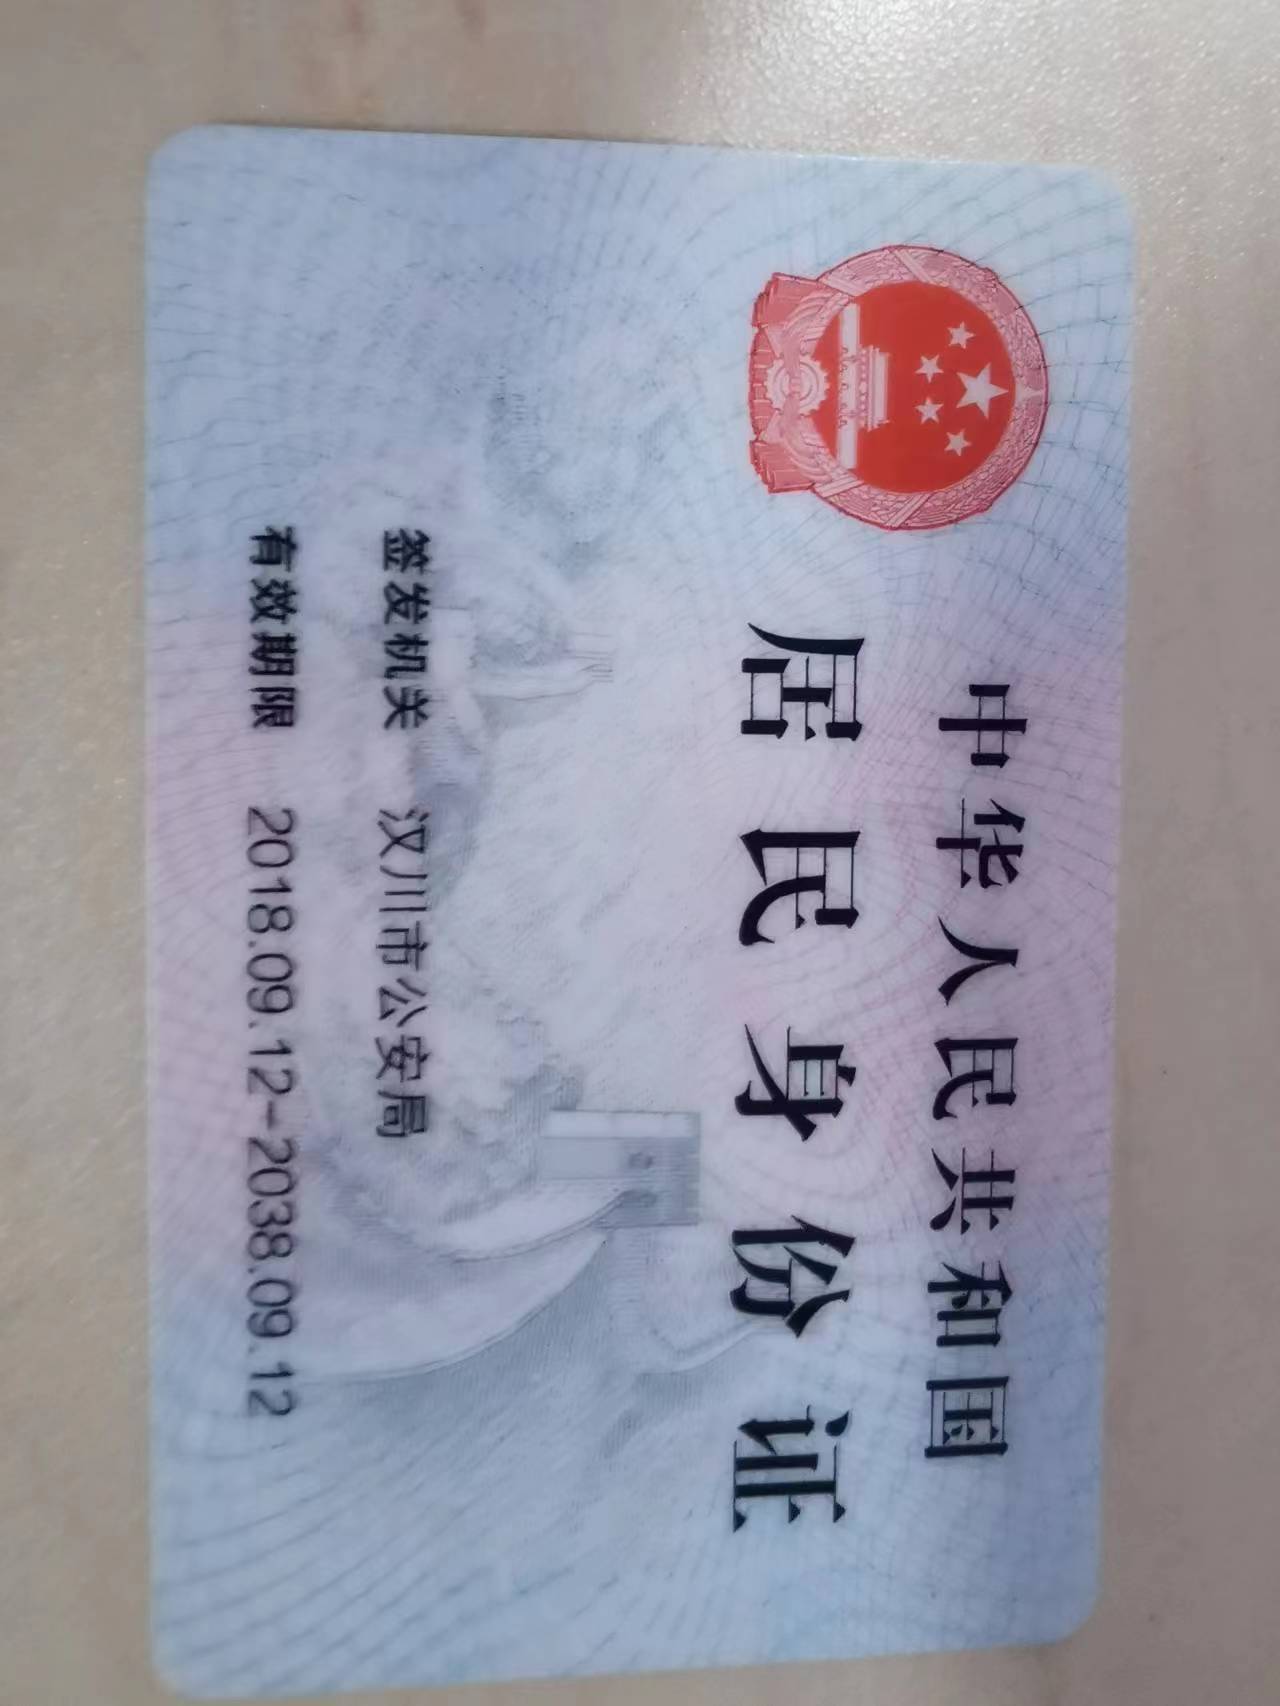 中华人民共和国
居民身份证
签发机关 汉川市公安局
有效期限 2018.09.12-2038.09.12